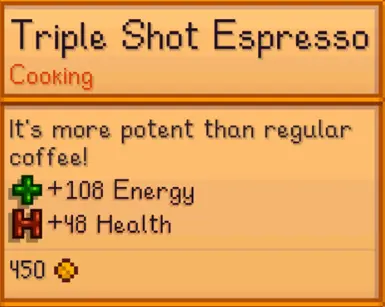 Triple Shot Espresso
Cooking
It's more potent than regular
coffee!
+108 Energy
+48 Health
450